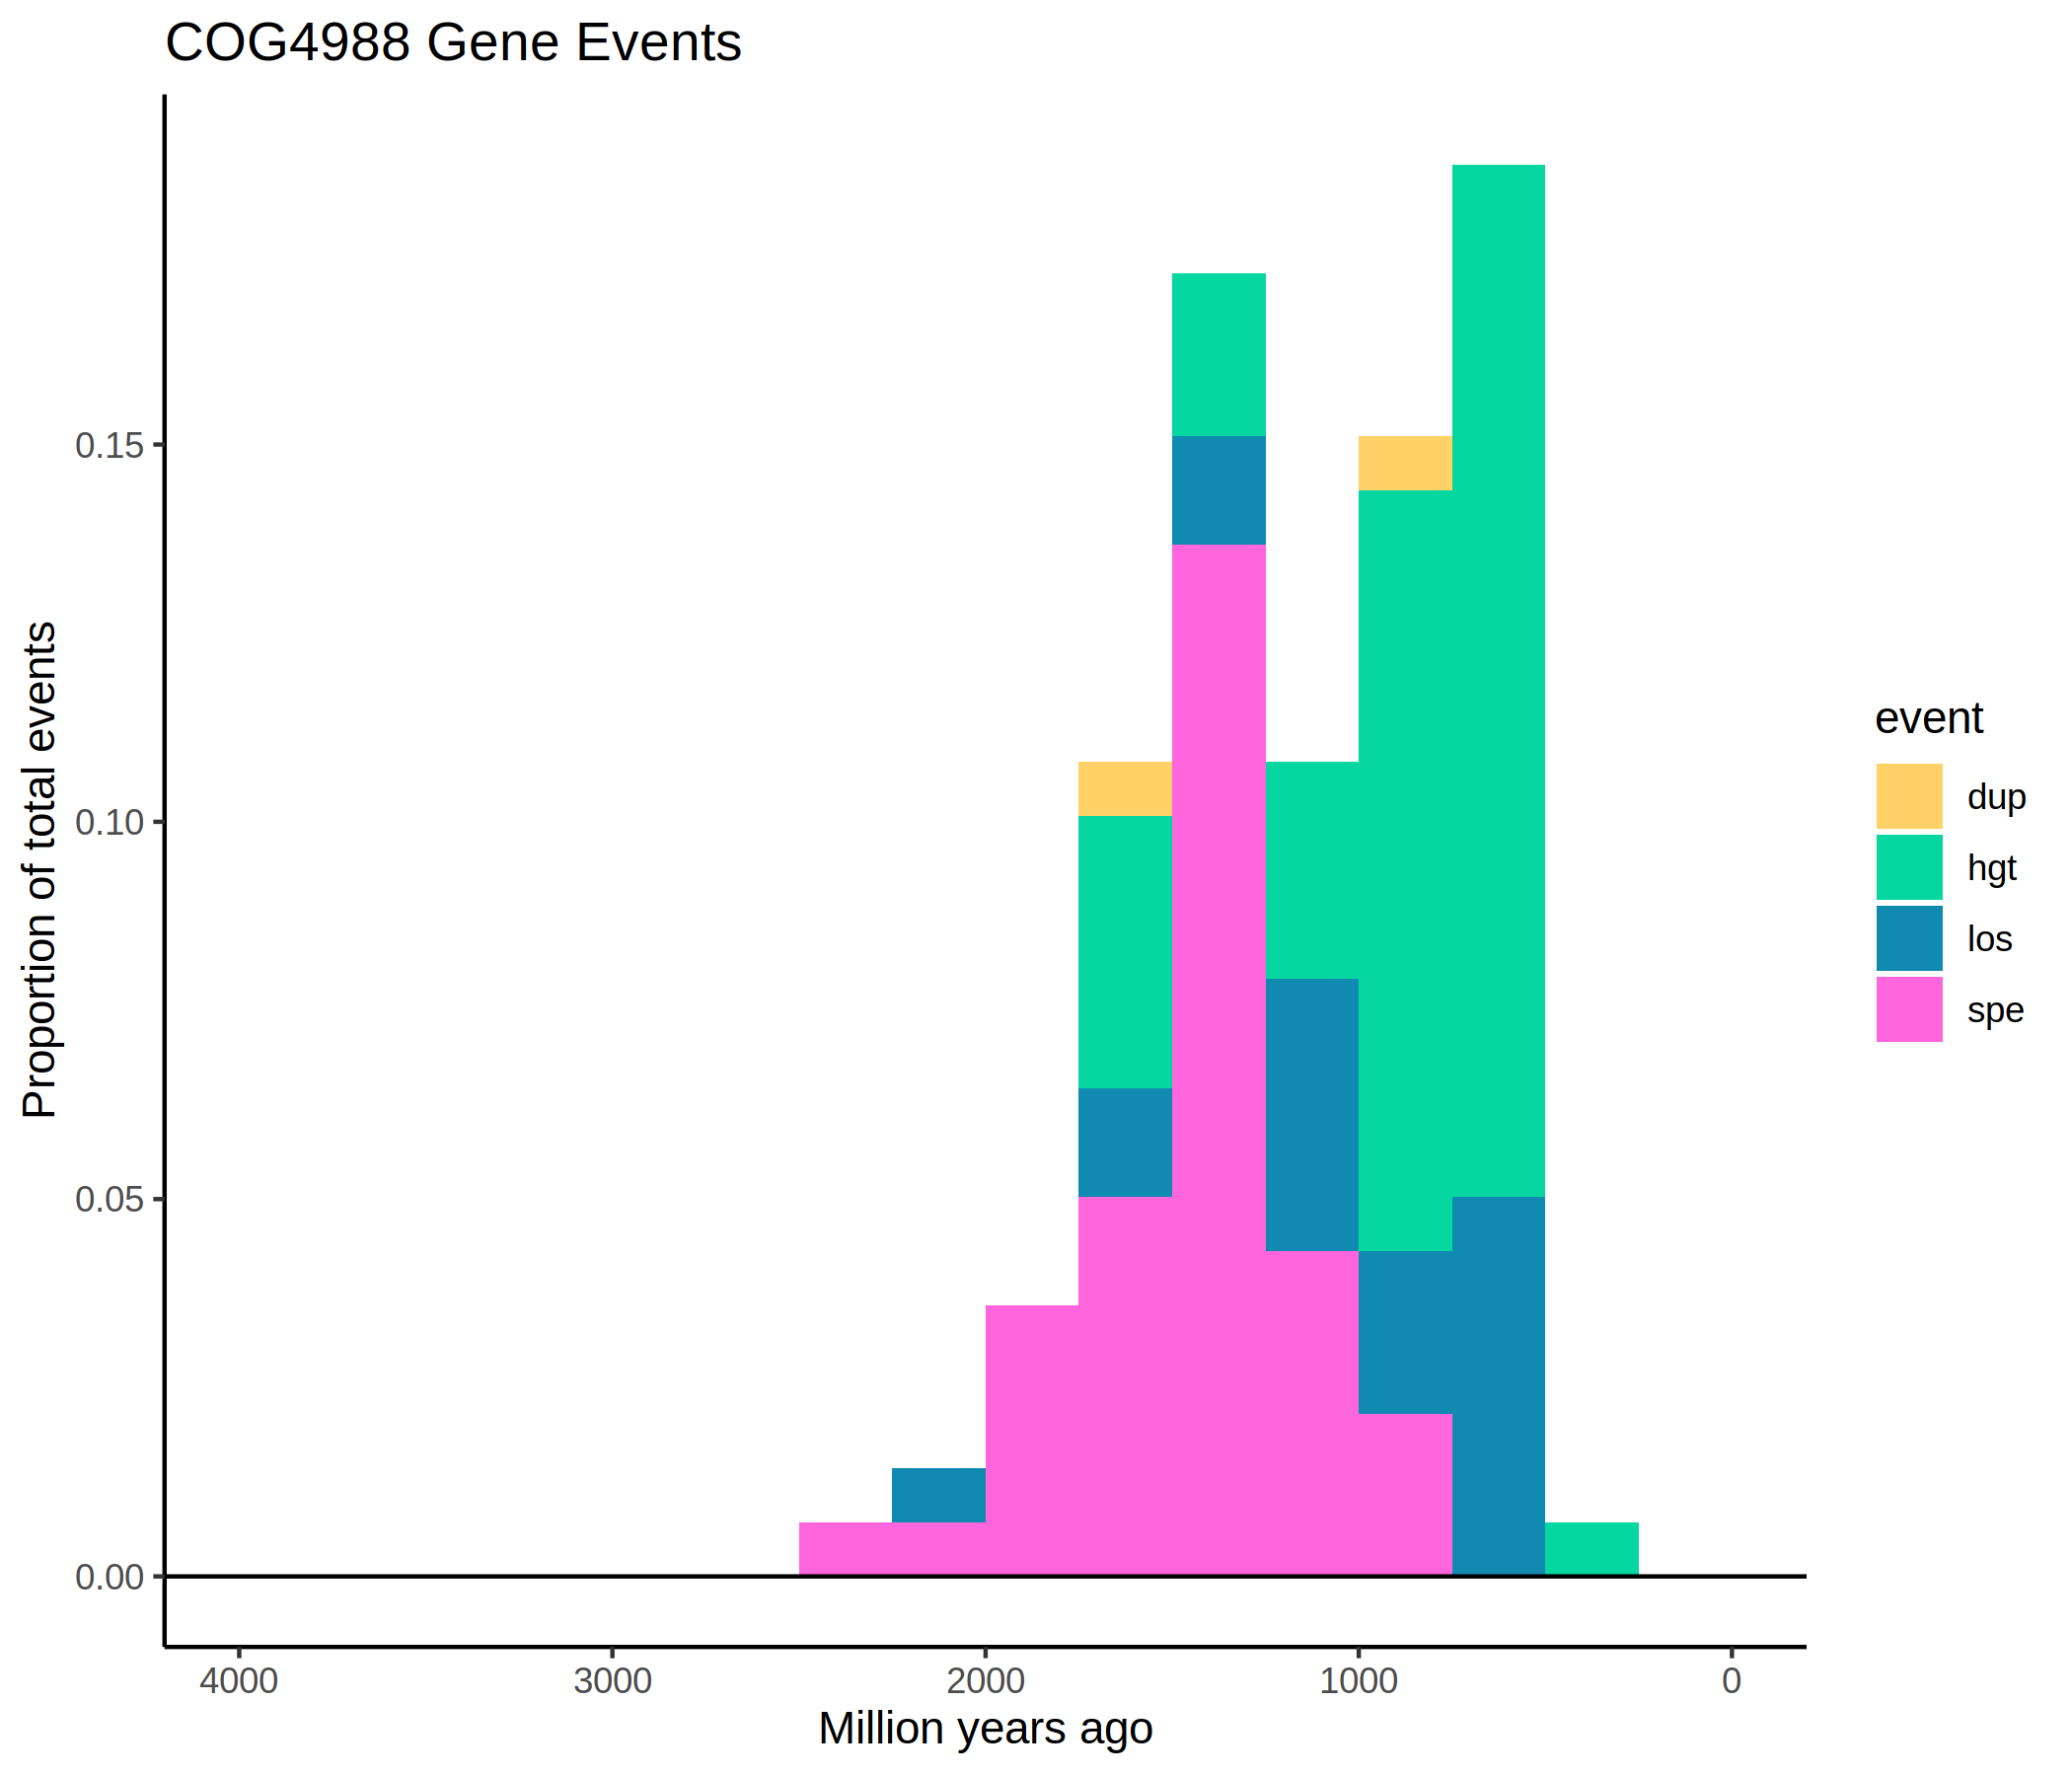 COG4988 Gene Events
Proportion of total events
0.15
0.10
0.05
0.00
4000 3000 2000 1000 0
Million years ago
event
dup
hgt
los
spe